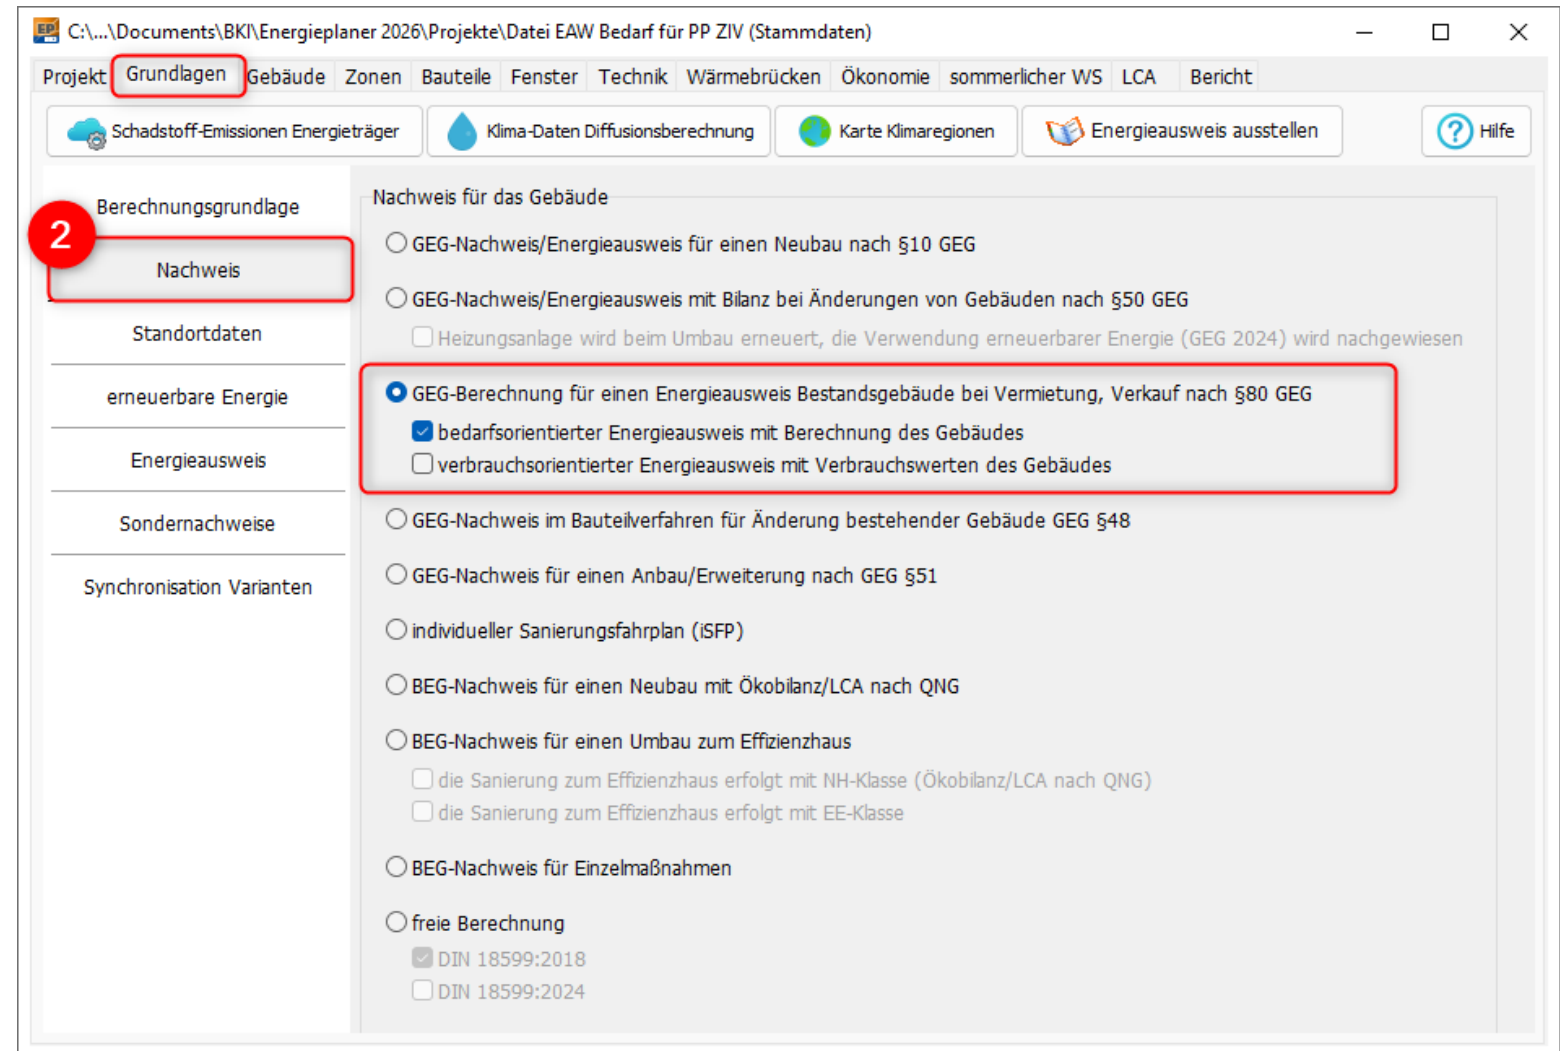 EP C:\...\Documents\BKI\Energieplaner 2026\Projekte\Datei EAW Bedarf für PP ZIV (Stammdaten)
Projekt Grundlagen Gebäude Zonen Bauteile Fenster Technik Wärmebrücken Ökonomie sommerlicher WS LCA Bericht
Schadstoff-Emissionen Energieträger Klima-Daten Diffusionsberechnung Karte Klimaregionen Energieausweis ausstellen ? Hilfe
Berechnungsgrundlage
2
Nachweis
Standortdaten
erneuerbare Energie
Energieausweis
Sondernachweise
Synchronisation Varianten
Nachweis für das Gebäude
GEG-Nachweis/Energieausweis für einen Neubau nach §10 GEG
GEG-Nachweis/Energieausweis mit Bilanz bei Änderungen von Gebäuden nach §50 GEG
Heizungsanlage wird beim Umbau erneuert, die Verwendung erneuerbarer Energie (GEG 2024) wird nachgewiesen
GEG-Berechnung für einen Energieausweis Bestandsgebäude bei Vermietung, Verkauf nach §80 GEG
bedarfsorientierter Energieausweis mit Berechnung des Gebäudes
verbrauchsorientierter Energieausweis mit Verbrauchswerten des Gebäudes
GEG-Nachweis im Bauteilverfahren für Änderung bestehender Gebäude GEG §48
GEG-Nachweis für einen Anbau/Erweiterung nach GEG §51
individueller Sanierungsfahrplan (iSFP)
BEG-Nachweis für einen Neubau mit Ökobilanz/LCA nach QNG
BEG-Nachweis für einen Umbau zum Effizienzhaus
die Sanierung zum Effizienzhaus erfolgt mit NH-Klasse (Ökobilanz/LCA nach QNG)
die Sanierung zum Effizienzhaus erfolgt mit EE-Klasse
BEG-Nachweis für Einzelmaßnahmen
freie Berechnung
DIN 18599:2018
DIN 18599:2024